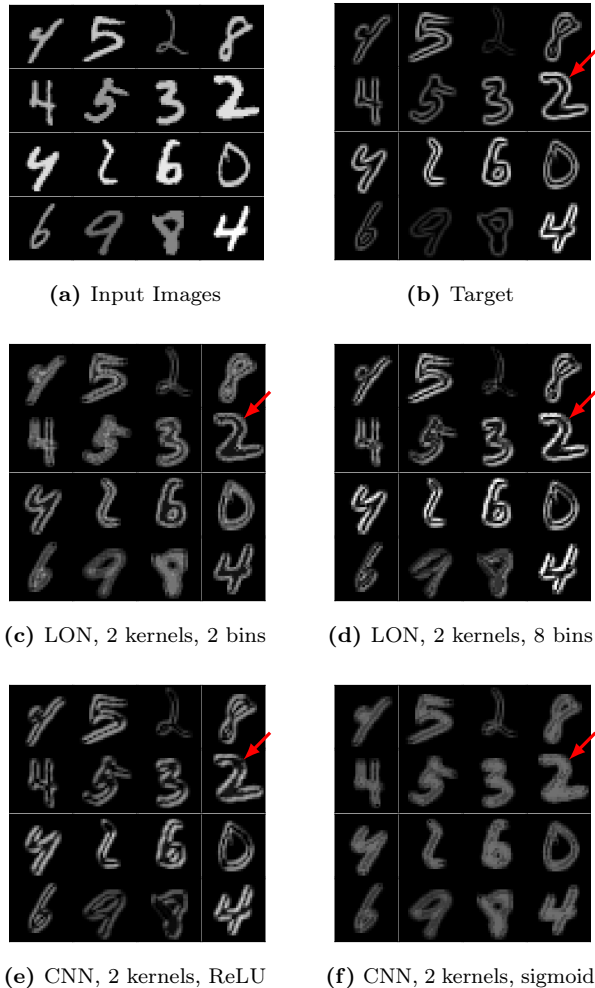 (a) Input Images
(b) Target
(c) LON, 2 kernels, 2 bins
(d) LON, 2 kernels, 8 bins
(e) CNN, 2 kernels, ReLU
(f) CNN, 2 kernels, sigmoid